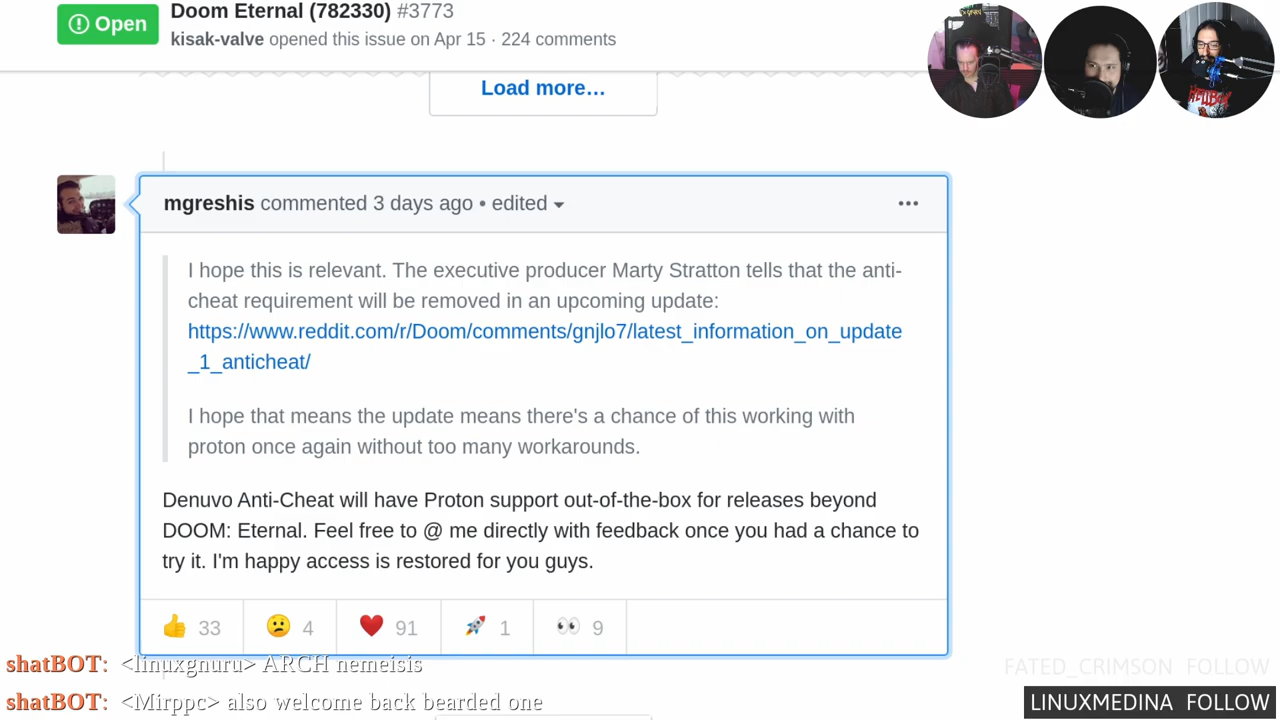 Open
Doom Eternal (782330) #3773
kisak-valve opened this issue on Apr 15 · 224 comments
Load more…
mgreshis commented 3 days ago • edited
I hope this is relevant. The executive producer Marty Stratton tells that the anti-
cheat requirement will be removed in an upcoming update:
https://www.reddit.com/r/Doom/comments/gnjlo7/latest_information_on_update
_1_anticheat/
I hope that means the update means there's a chance of this working with
proton once again without too many workarounds.
Denuvo Anti-Cheat will have Proton support out-of-the-box for releases beyond
DOOM: Eternal. Feel free to @ me directly with feedback once you had a chance to
try it. I'm happy access is restored for you guys.
👍 33 😕 4 ❤️ 91 🚀 1 👀 9
shatBOT: <linuxgnuru> ARCH nemeisis
shatBOT: <Mirppc> also welcome back bearded one
FATED_CRIMSON FOLLOW
LINUXMEDINA FOLLOW